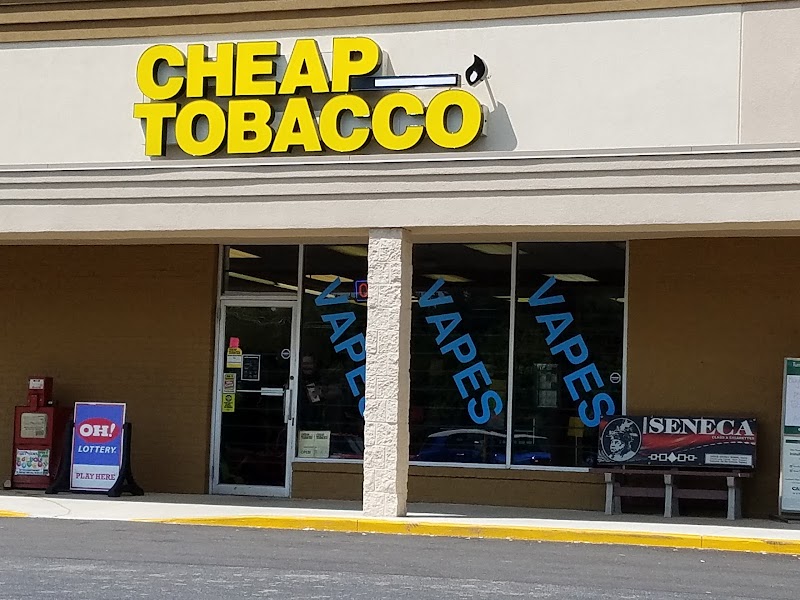 CHEAP
TOBACCO
VAPES
VAPES
VAPES
OH!
LOTTERY.
PLAY HERE
SENECA